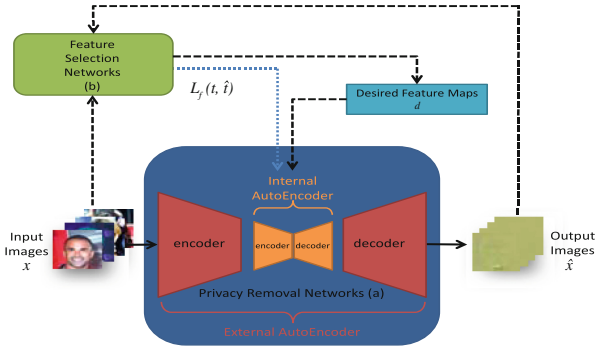 Feature
Selection
Networks
(b)
L_f (t, t̂)
Desired Feature Maps
d
Internal
AutoEncoder
Input
Images
x
encoder
encoder
decoder
decoder
Output
Images
x̂
Privacy Removal Networks (a)
External AutoEncoder